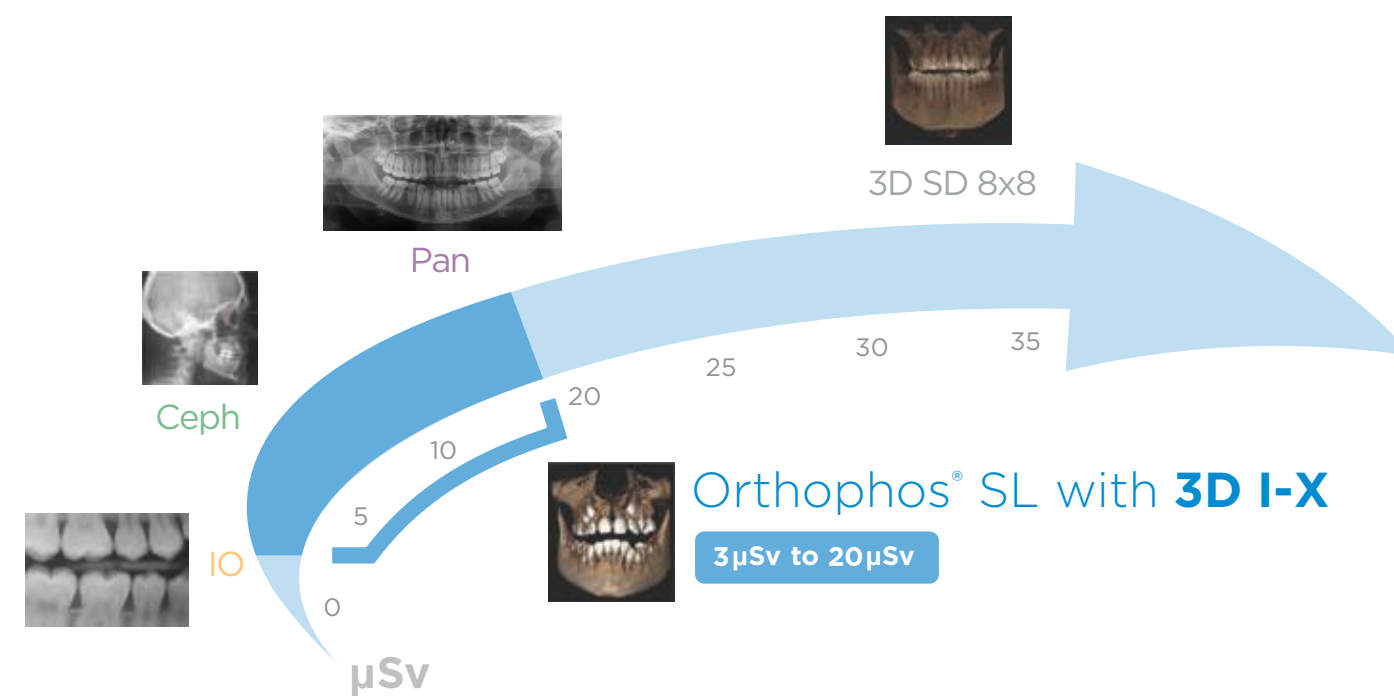 3D SD 8x8
Pan
35
30
25
20
Ceph
10
Orthophos® SL with 3D I-X
5
3µSv to 20µSv
IO
0
µSv